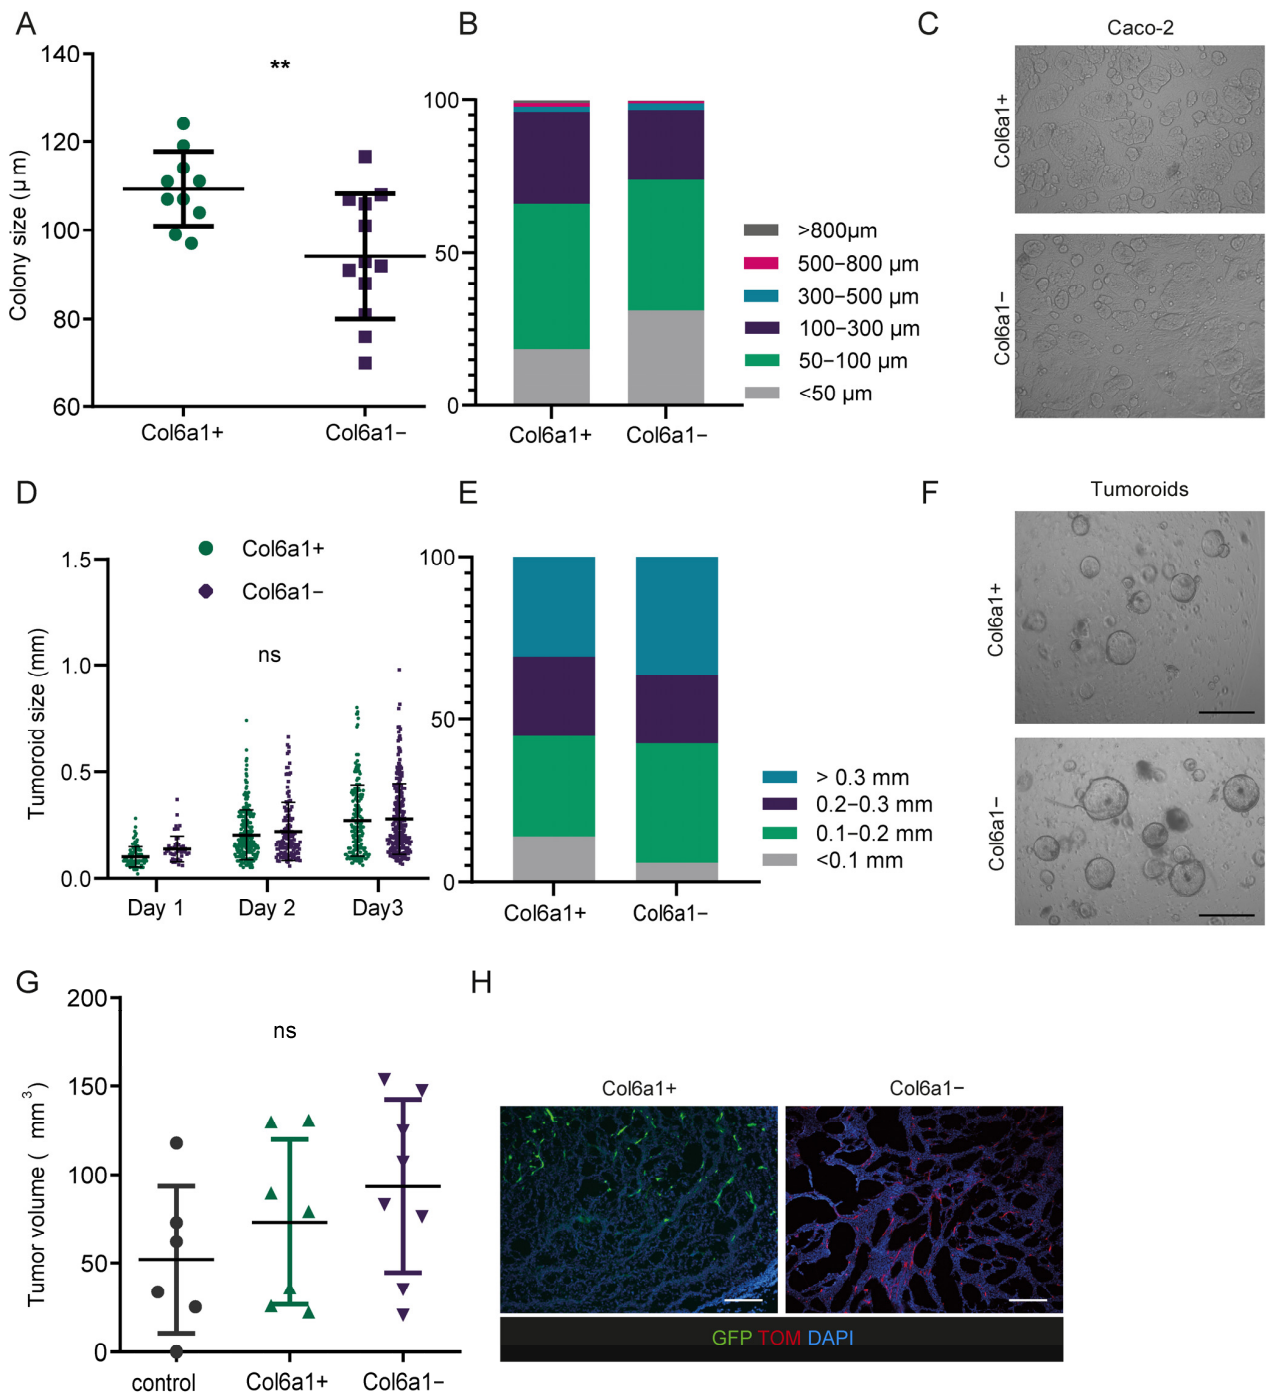 A
B
C
Caco-2
140
120
100
80
60
Colony size (μm)
**
Col6a1+
Col6a1−
100
50
0
Col6a1+
Col6a1−
>800µm
500−800 µm
300−500 µm
100−300 µm
50−100 µm
<50 µm
Col6a1+
Col6a1−
D
E
F
Tumoroids
Col6a1+
Col6a1−
1.5
1.0
0.5
0.0
Tumoroid size (mm)
ns
Day 1
Day 2
Day3
100
50
0
Col6a1+
Col6a1−
> 0.3 mm
0.2−0.3 mm
0.1−0.2 mm
<0.1 mm
Col6a1+
Col6a1−
G
H
200
150
100
50
0
Tumor volume ( mm3)
ns
control
Col6a1+
Col6a1−
Col6a1+
Col6a1−
GFP TOM DAPI